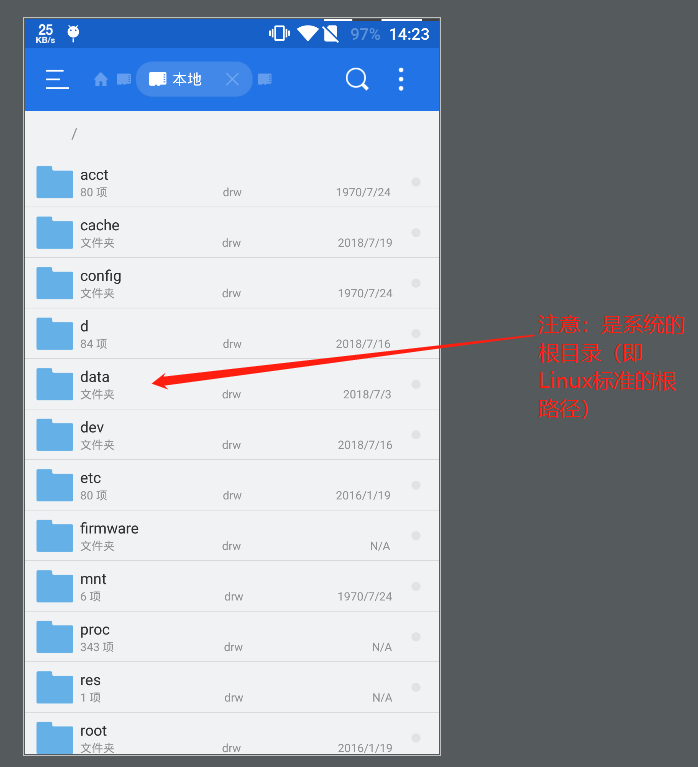 25
KB/s
97%
14:23
本地
/
acct
80 项
drw
1970/7/24
cache
文件夹
drw
2018/7/19
config
文件夹
drw
1970/7/24
d
84 项
drw
2018/7/16
data
文件夹
drw
2018/7/3
dev
文件夹
drw
2018/7/16
etc
80 项
drw
2016/1/19
firmware
文件夹
drw
N/A
mnt
6 项
drw
1970/7/24
proc
343 项
drw
N/A
res
1 项
drw
N/A
root
文件夹
drw
2016/1/19
注意：是系统的
根目录（即
Linux标准的根
路径）